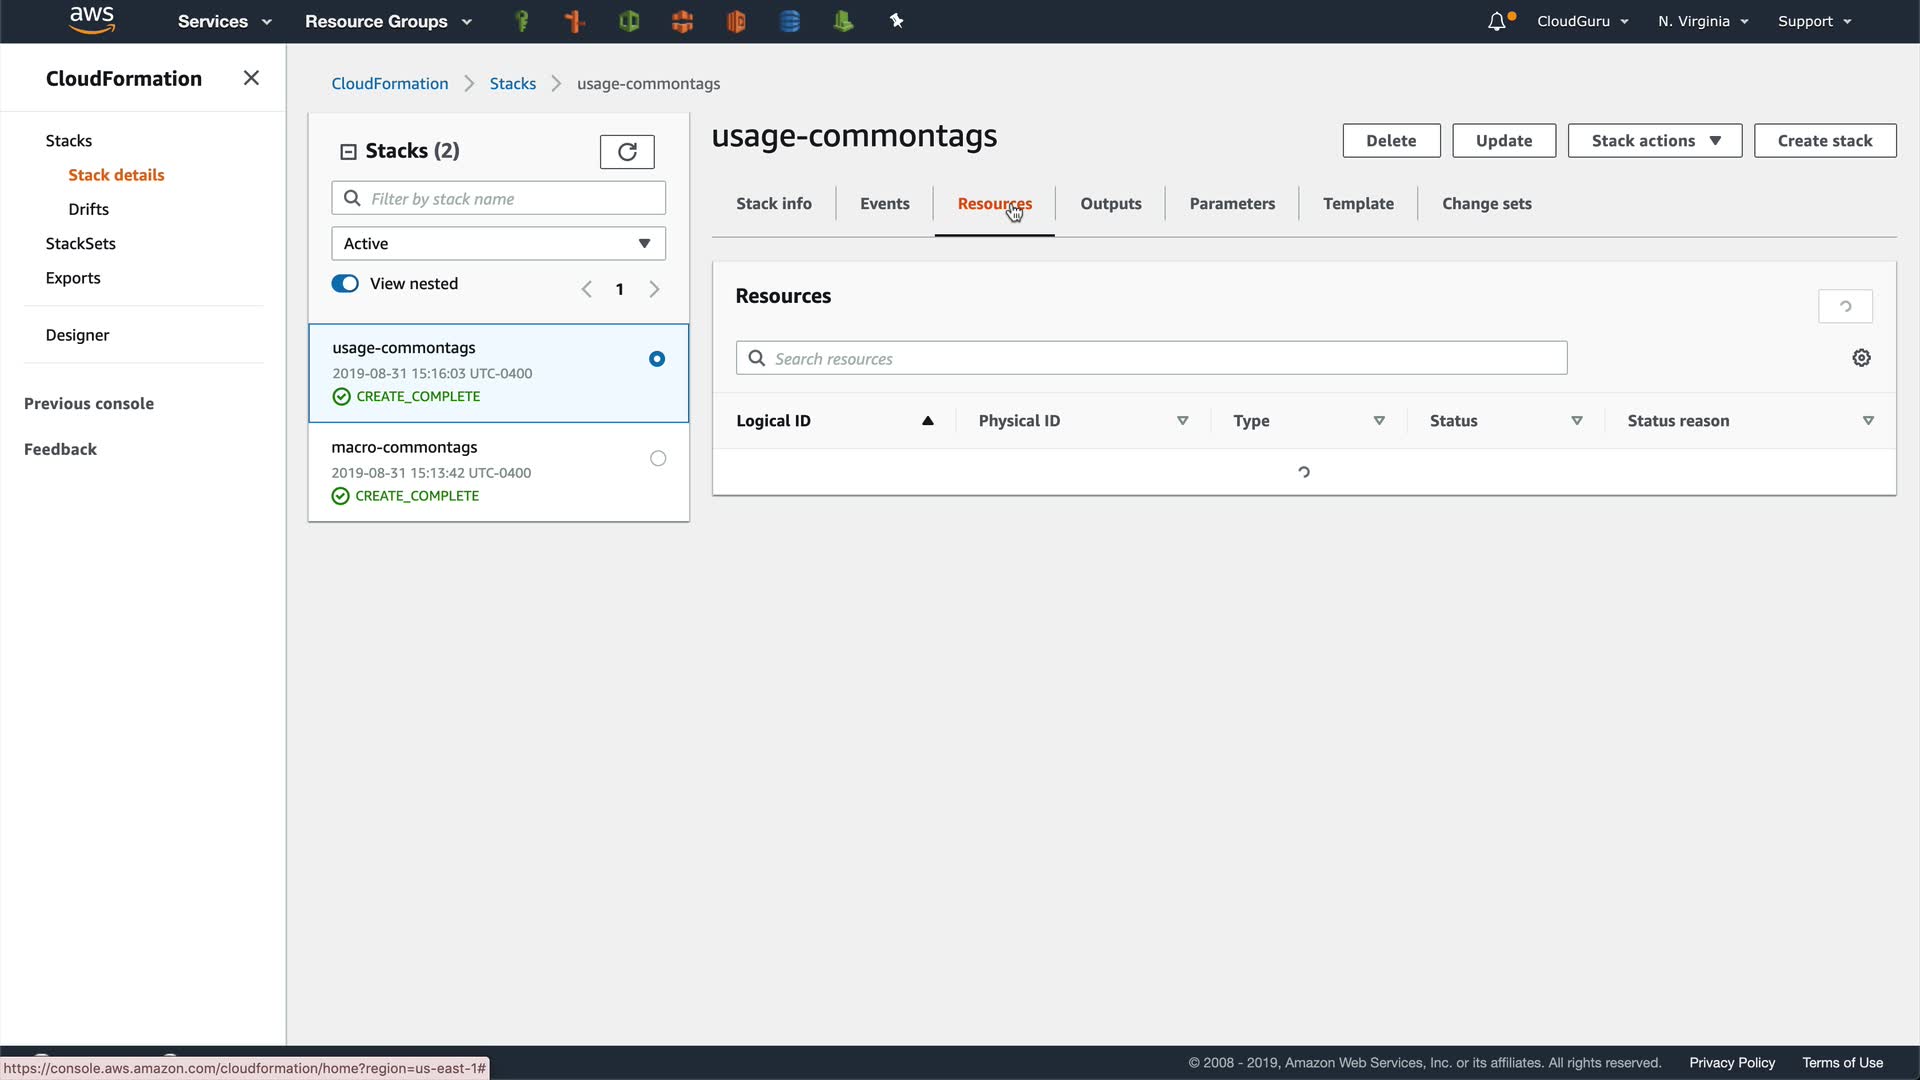 aws
Services
Resource Groups
CloudGuru
N. Virginia
Support
CloudFormation
Stacks
Stack details
Drifts
StackSets
Exports
Designer
Previous console
Feedback
CloudFormation
Stacks
usage-commontags
Stacks (2)
Filter by stack name
Active
View nested
1
usage-commontags
2019-08-31 15:16:03 UTC-0400
CREATE_COMPLETE
macro-commontags
2019-08-31 15:13:42 UTC-0400
CREATE_COMPLETE
usage-commontags
Delete
Update
Stack actions
Create stack
Stack info
Events
Resources
Outputs
Parameters
Template
Change sets
Resources
Search resources
Logical ID
Physical ID
Type
Status
Status reason
https://console.aws.amazon.com/cloudformation/home?region=us-east-1#
© 2008 - 2019, Amazon Web Services, Inc. or its affiliates. All rights reserved.
Privacy Policy
Terms of Use